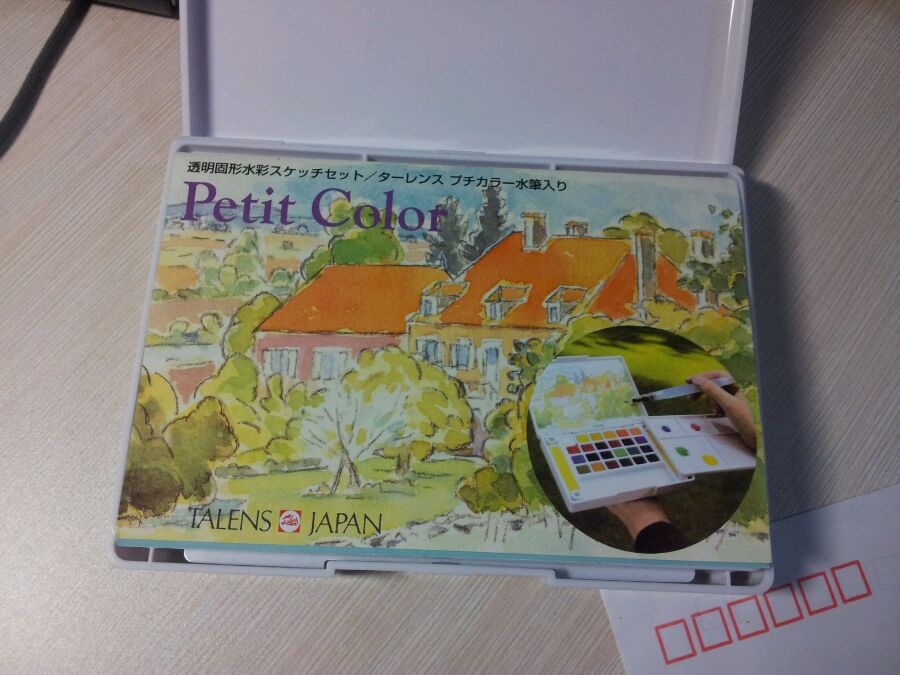 透明固形水彩スケッチセット／ターレンス プチカラー水筆入り
Petit Color
TALENS JAPAN